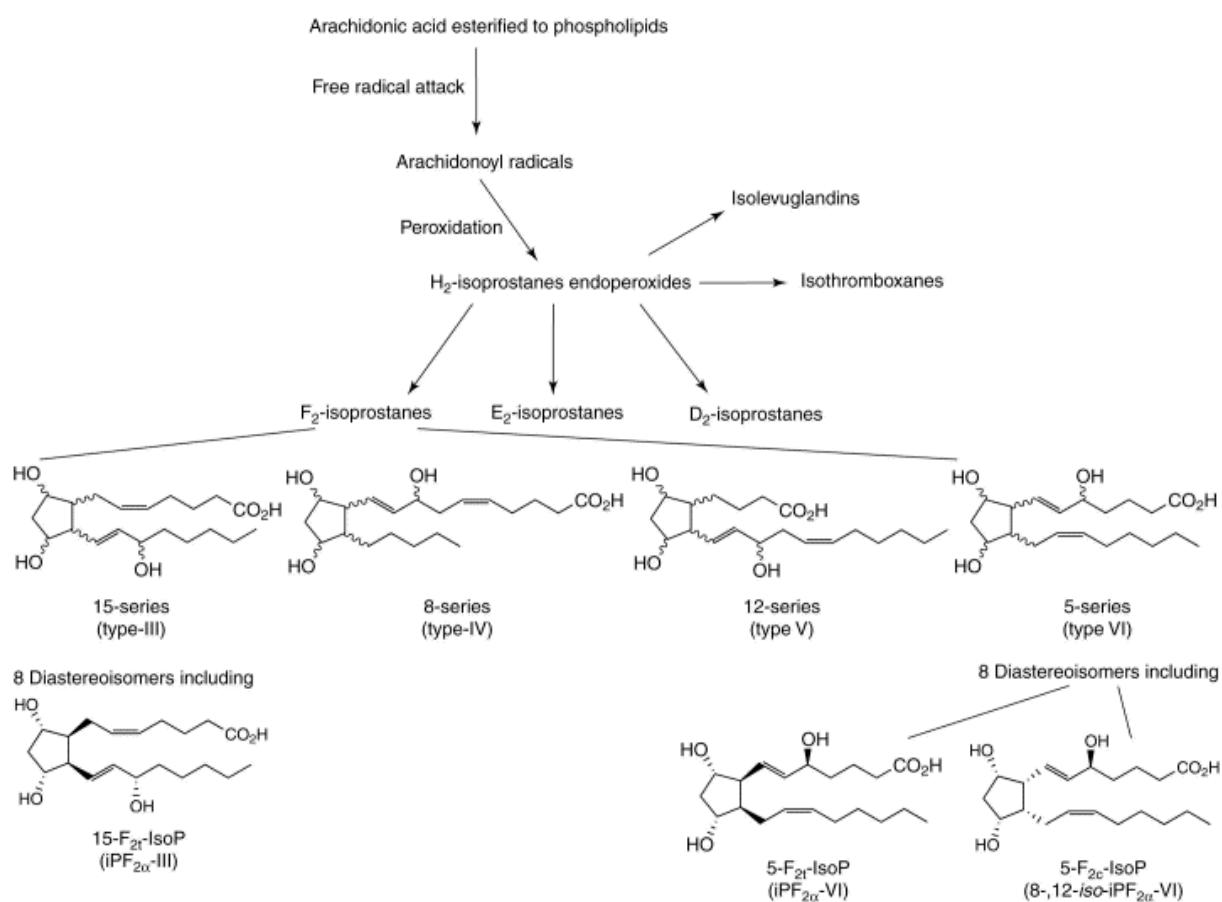 Arachidonic acid esterified to phospholipids
Free radical attack
Arachidonoyl radicals
Isolevuglandins
Peroxidation
H2-isoprostanes endoperoxides
Isothromboxanes
F2-isoprostanes E2-isoprostanes D2-isoprostanes
HO CO2H HO OH
15-series
(type-III)
HO OH CO2H HO
8-series
(type-IV)
HO CO2H HO OH
12-series
(type V)
HO OH CO2H HO
5-series
(type VI)
8 Diastereoisomers including
HO CO2H HO OH
15-F2t-IsoP
(iPF2α-III)
8 Diastereoisomers including
HO OH CO2H HO
5-F2t-IsoP
(iPF2α-VI)
HO OH CO2H HO
5-F2c-IsoP
(8-,12-iso-iPF2α-VI)